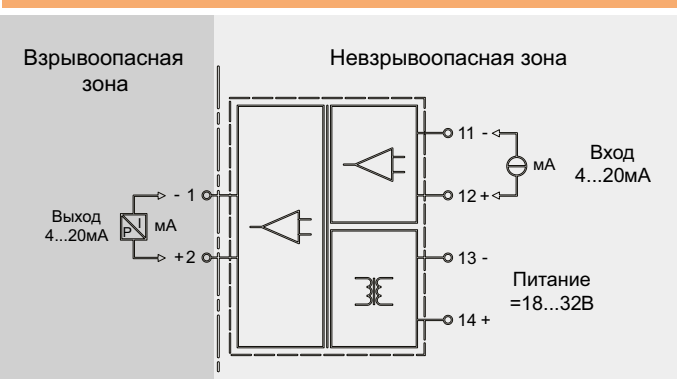 Взрывоопасная
зона
Невзрывоопасная зона
11 -
мА
Вход
4...20мА
12 +
- 1
Выход
4...20мА
P I
мА
+2
13 -
Питание
=18...32В
14 +